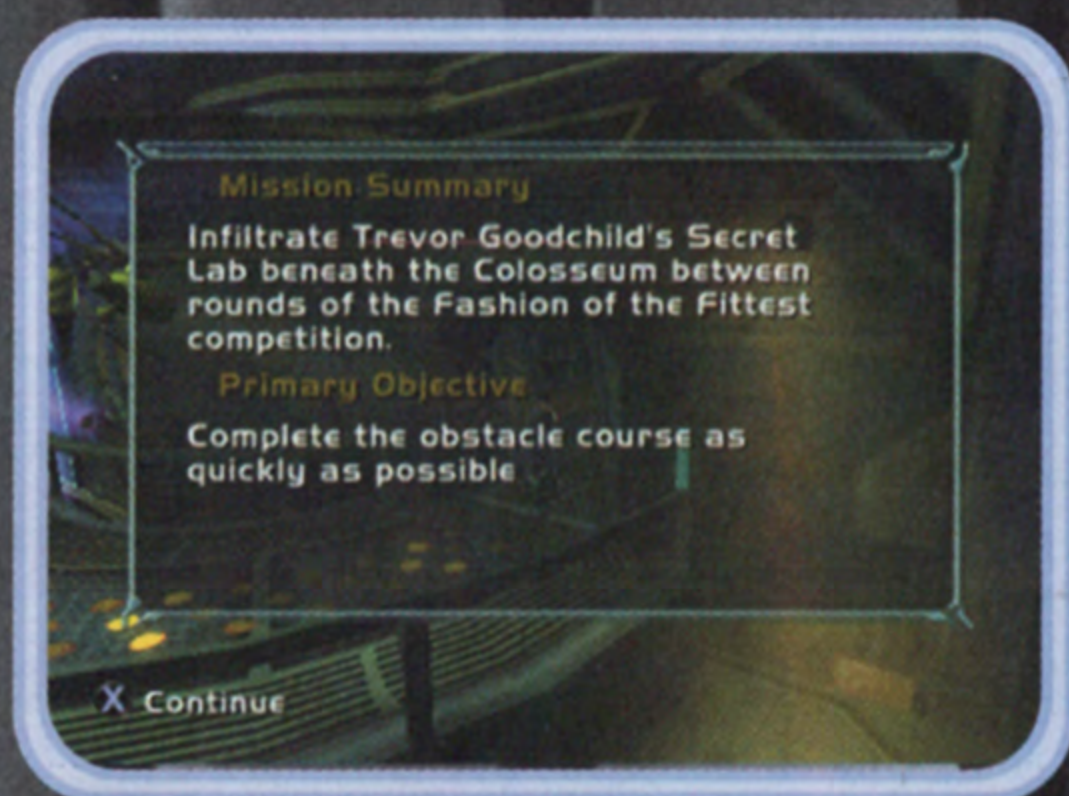 Mission Summary
Infiltrate Trevor Goodchild's Secret
Lab beneath the Colosseum between
rounds of the Fashion of the Fittest
competition.
Primary Objective
Complete the obstacle course as
quickly as possible
X Continue